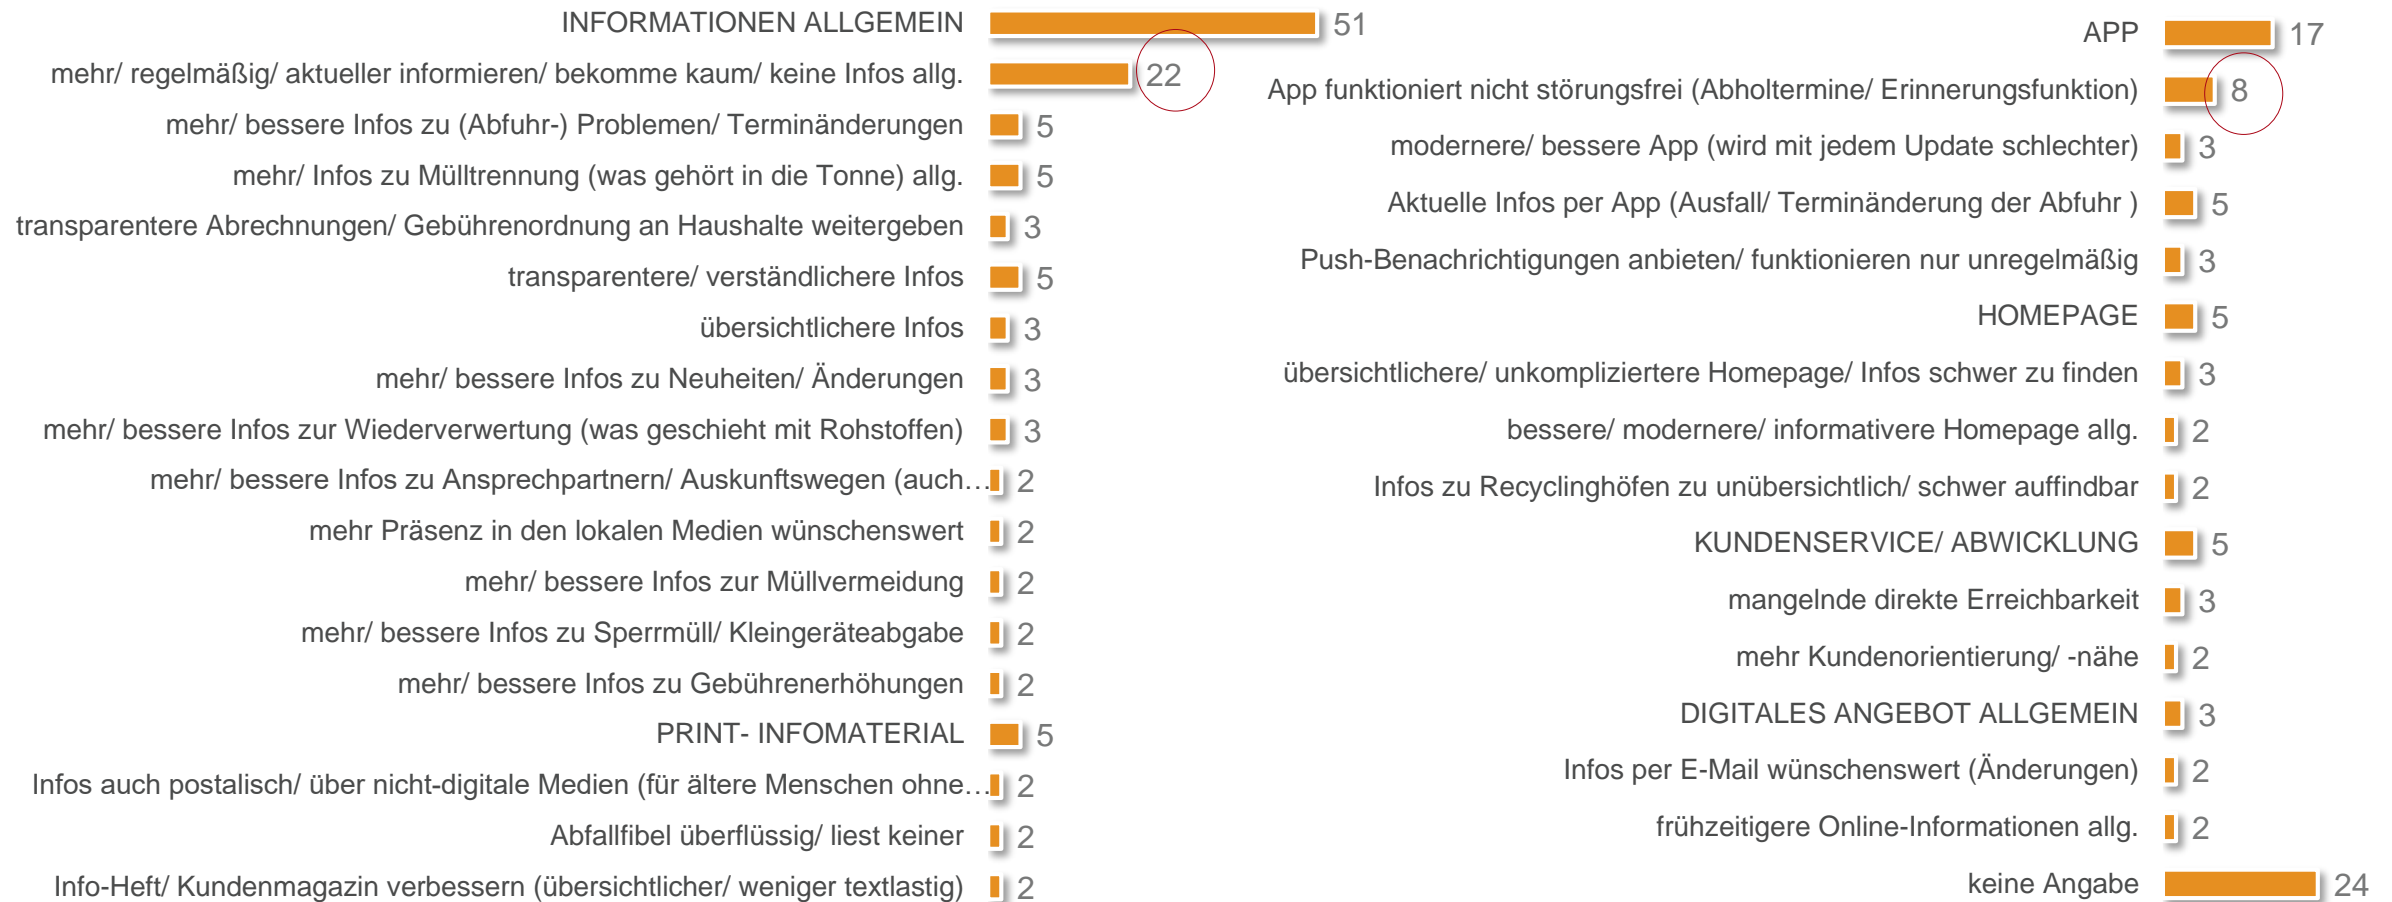 INFORMATIONEN ALLGEMEIN 51
mehr/ regelmäßig/ aktueller informieren/ bekomme kaum/ keine Infos allg. 22
mehr/ bessere Infos zu (Abfuhr-) Problemen/ Terminänderungen 5
mehr/ Infos zu Mülltrennung (was gehört in die Tonne) allg. 5
transparentere Abrechnungen/ Gebührenordnung an Haushalte weitergeben 3
transparentere/ verständlichere Infos 5
übersichtlichere Infos 3
mehr/ bessere Infos zu Neuheiten/ Änderungen 3
mehr/ bessere Infos zur Wiederverwertung (was geschieht mit Rohstoffen) 3
mehr/ bessere Infos zu Ansprechpartnern/ Auskunftswegen (auch… 2
mehr Präsenz in den lokalen Medien wünschenswert 2
mehr/ bessere Infos zur Müllvermeidung 2
mehr/ bessere Infos zu Sperrmüll/ Kleingeräteabgabe 2
mehr/ bessere Infos zu Gebührenerhöhungen 2
PRINT- INFOMATERIAL 5
Infos auch postalisch/ über nicht-digitale Medien (für ältere Menschen ohne… 2
Abfallfibel überflüssig/ liest keiner 2
Info-Heft/ Kundenmagazin verbessern (übersichtlicher/ weniger textlastig) 2
APP 17
App funktioniert nicht störungsfrei (Abholtermine/ Erinnerungsfunktion) 8
modernere/ bessere App (wird mit jedem Update schlechter) 3
Aktuelle Infos per App (Ausfall/ Terminänderung der Abfuhr ) 5
Push-Benachrichtigungen anbieten/ funktionieren nur unregelmäßig 3
HOMEPAGE 5
übersichtlichere/ unkompliziertere Homepage/ Infos schwer zu finden 3
bessere/ modernere/ informativere Homepage allg. 2
Infos zu Recyclinghöfen zu unübersichtlich/ schwer auffindbar 2
KUNDENSERVICE/ ABWICKLUNG 5
mangelnde direkte Erreichbarkeit 3
mehr Kundenorientierung/ -nähe 2
DIGITALES ANGEBOT ALLGEMEIN 3
Infos per E-Mail wünschenswert (Änderungen) 2
frühzeitigere Online-Informationen allg. 2
keine Angabe 24